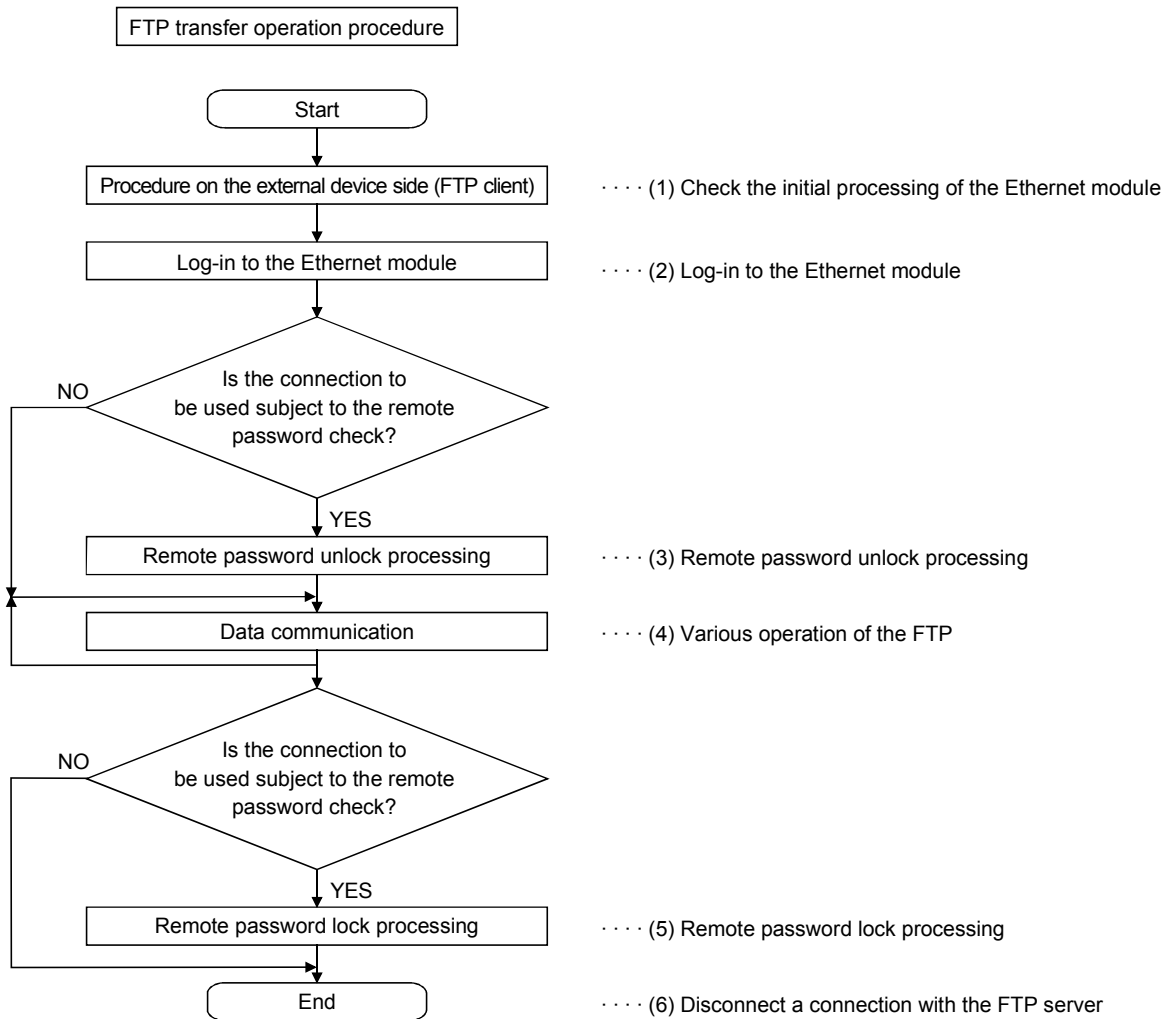 FTP transfer operation procedure
Start
Procedure on the external device side (FTP client)
· · · · (1) Check the initial processing of the Ethernet module
Log-in to the Ethernet module
· · · · (2) Log-in to the Ethernet module
Is the connection to
be used subject to the remote
password check?
NO
YES
Remote password unlock processing
· · · · (3) Remote password unlock processing
Data communication
· · · · (4) Various operation of the FTP
Is the connection to
be used subject to the remote
password check?
NO
YES
Remote password lock processing
· · · · (5) Remote password lock processing
End
· · · · (6) Disconnect a connection with the FTP server